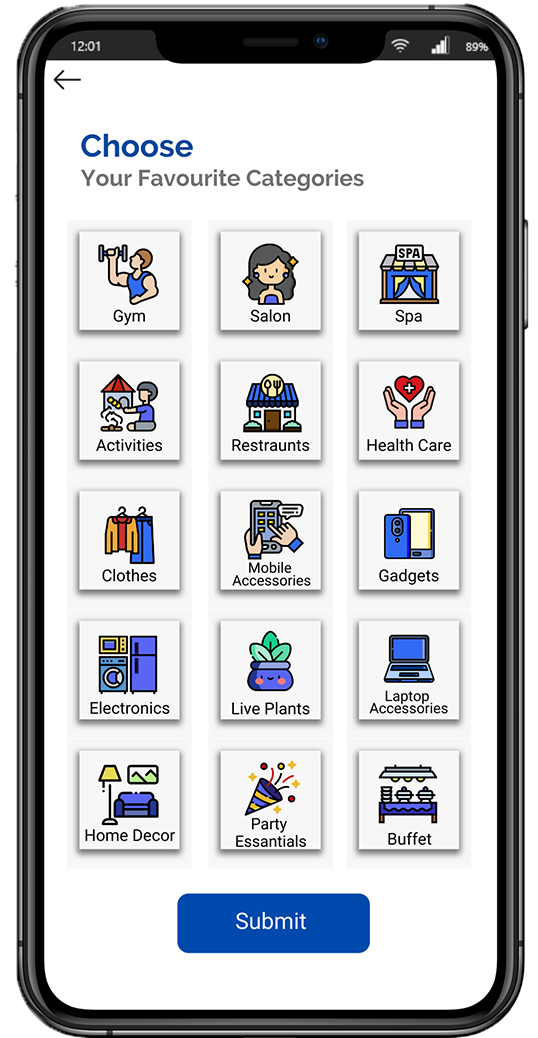 12:01
89%
Choose
Your Favourite Categories
Gym
Salon
SPA
Spa
Activities
Restraunts
Health Care
Clothes
Mobile
Accessories
Gadgets
Electronics
Live Plants
Laptop
Accessories
Home Decor
Party
Essantials
Buffet
Submit